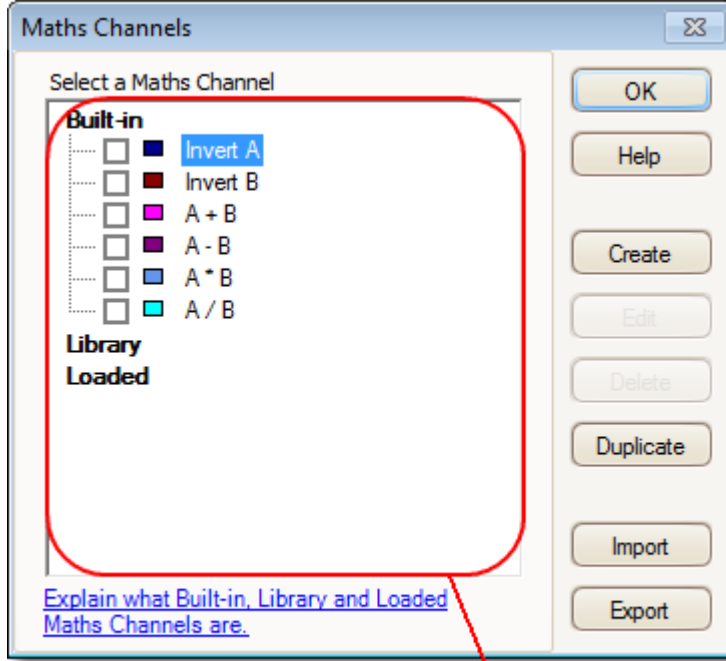 Maths Channels
Select a Maths Channel
Built-in
Invert A
Invert B
A + B
A - B
A * B
A / B
Library
Loaded
Explain what Built-in, Library and Loaded
Maths Channels are.
OK
Help
Create
Edit
Delete
Duplicate
Import
Export